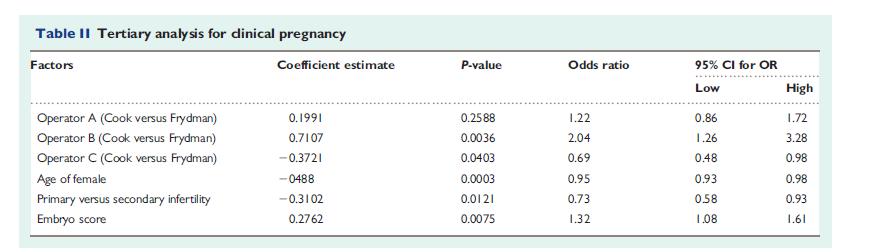 Table II Tertiary analysis for clinical pregnancy
Factors Coefficient estimate P-value Odds ratio 95% CI for OR
Low High
Operator A (Cook versus Frydman) 0.1991 0.2588 1.22 0.86 1.72
Operator B (Cook versus Frydman) 0.7107 0.0036 2.04 1.26 3.28
Operator C (Cook versus Frydman) −0.3721 0.0403 0.69 0.48 0.98
Age of female −0488 0.0003 0.95 0.93 0.98
Primary versus secondary infertility −0.3102 0.0121 0.73 0.58 0.93
Embryo score 0.2762 0.0075 1.32 1.08 1.61